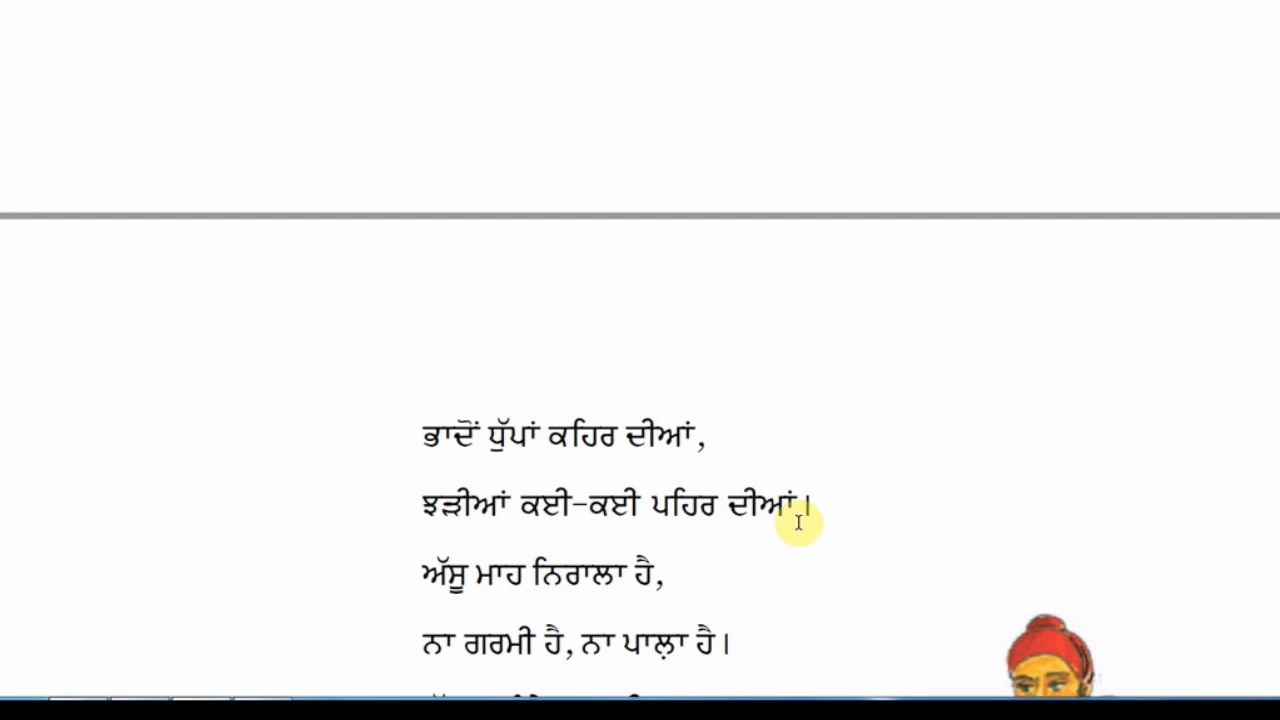 ਭਾਦੋਂ ਧੁੱਪਾਂ ਕਹਿਰ ਦੀਆਂ,
ਝੜੀਆਂ ਕਈ-ਕਈ ਪਹਿਰ ਦੀਆਂ।
ਅੱਸੂ ਮਾਹ ਨਿਰਾਲਾ ਹੈ,
ਨਾ ਗਰਮੀ ਹੈ, ਨਾ ਪਾਲ਼ਾ ਹੈ।